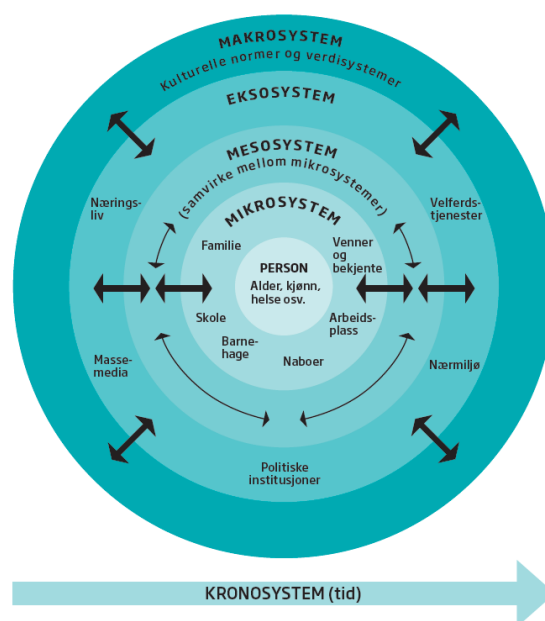 MAKROSYSTEM
Kulturelle normer og verdisystemer
EKSOSYSTEM
MESOSYSTEM
(samvirke mellom mikrosystemer)
MIKROSYSTEM
Nærings-
liv
Velferds-
tjenester
Familie
Venner
og
bekjente
PERSON
Alder, kjønn,
helse osv.
Skole
Arbeids-
plass
Barne-
hage
Naboer
Masse-
media
Nærmiljø
Politiske
institusjoner
KRONOSYSTEM (tid)